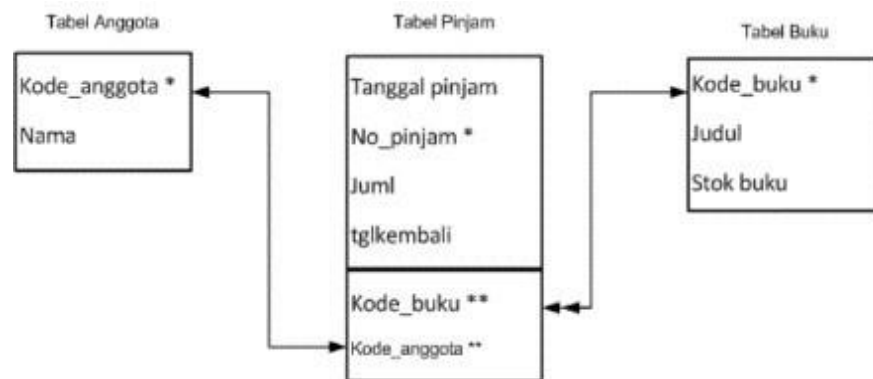 Tabel Anggota
Kode_anggota *
Nama
Tabel Pinjam
Tanggal pinjam
No_pinjam *
Juml
tglkembali
Kode_buku **
Kode_anggota **
Tabel Buku
Kode_buku *
Judul
Stok buku